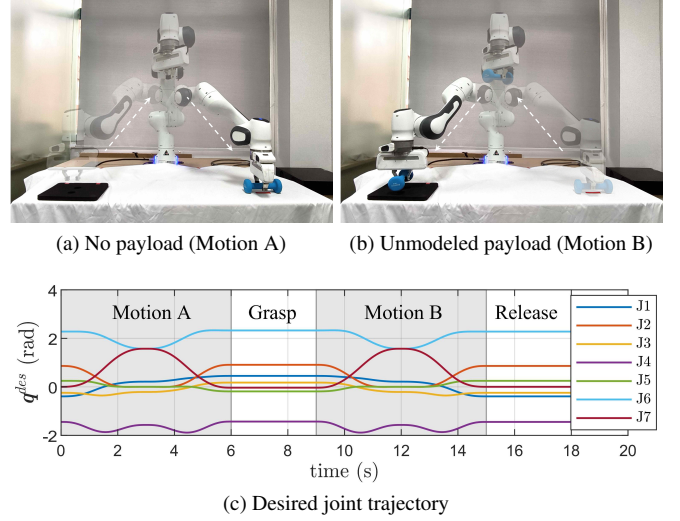 (a) No payload (Motion A)
(b) Unmodeled payload (Motion B)
4
2
0
-2
q^des (rad)
Motion A
Grasp
Motion B
Release
J1
J2
J3
J4
J5
J6
J7
0 2 4 6 8 10 12 14 16 18 20
time (s)
(c) Desired joint trajectory